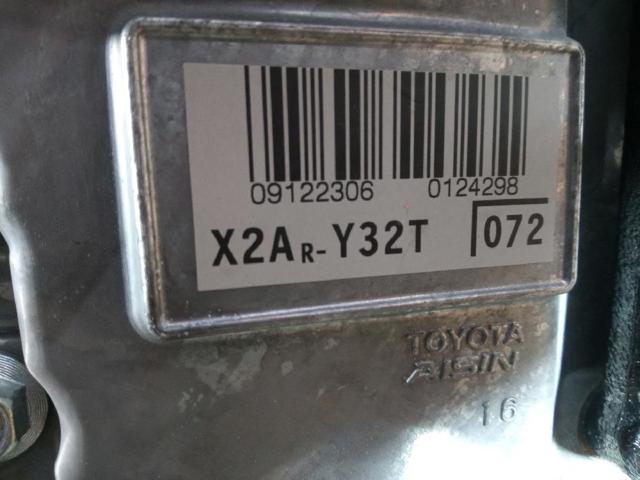 09122306 0124298
X2AR-Y32T 072
TOYOTA
AISIN
16